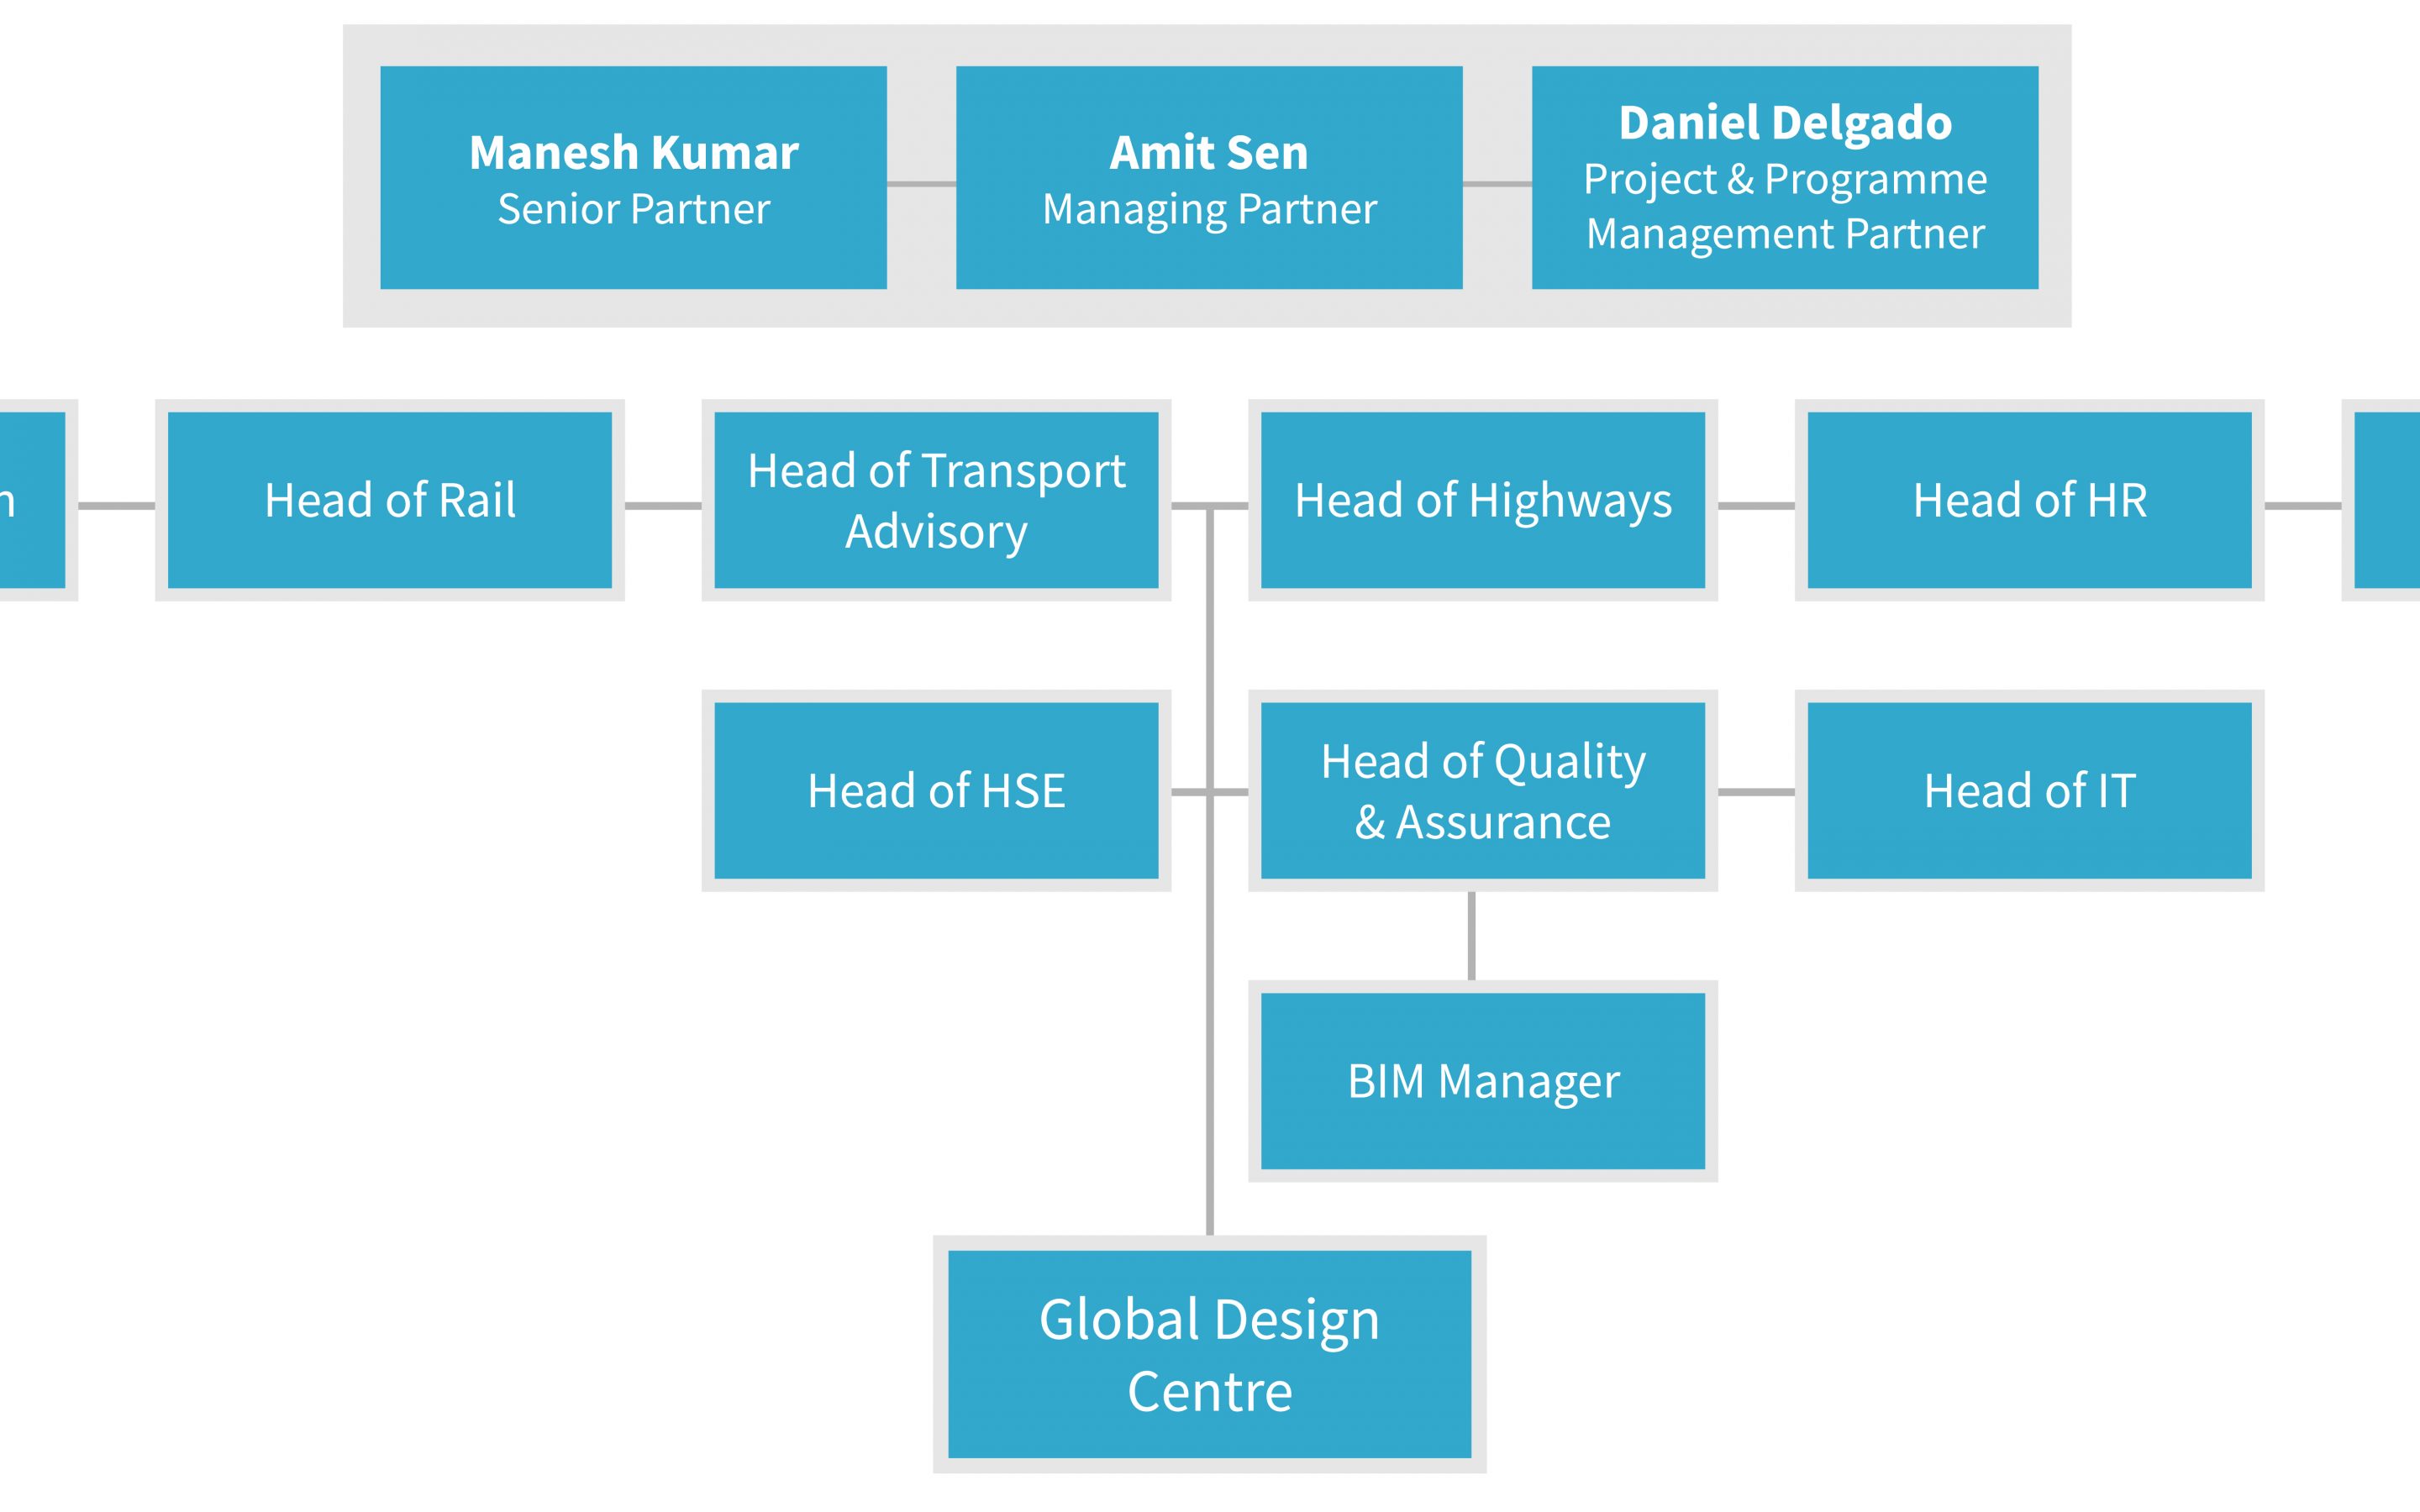 Manesh Kumar
Senior Partner
Amit Sen
Managing Partner
Daniel Delgado
Project & Programme
Management Partner
Head of Rail
Head of Transport
Advisory
Head of Highways
Head of HR
Head of HSE
Head of Quality
& Assurance
Head of IT
BIM Manager
Global Design
Centre